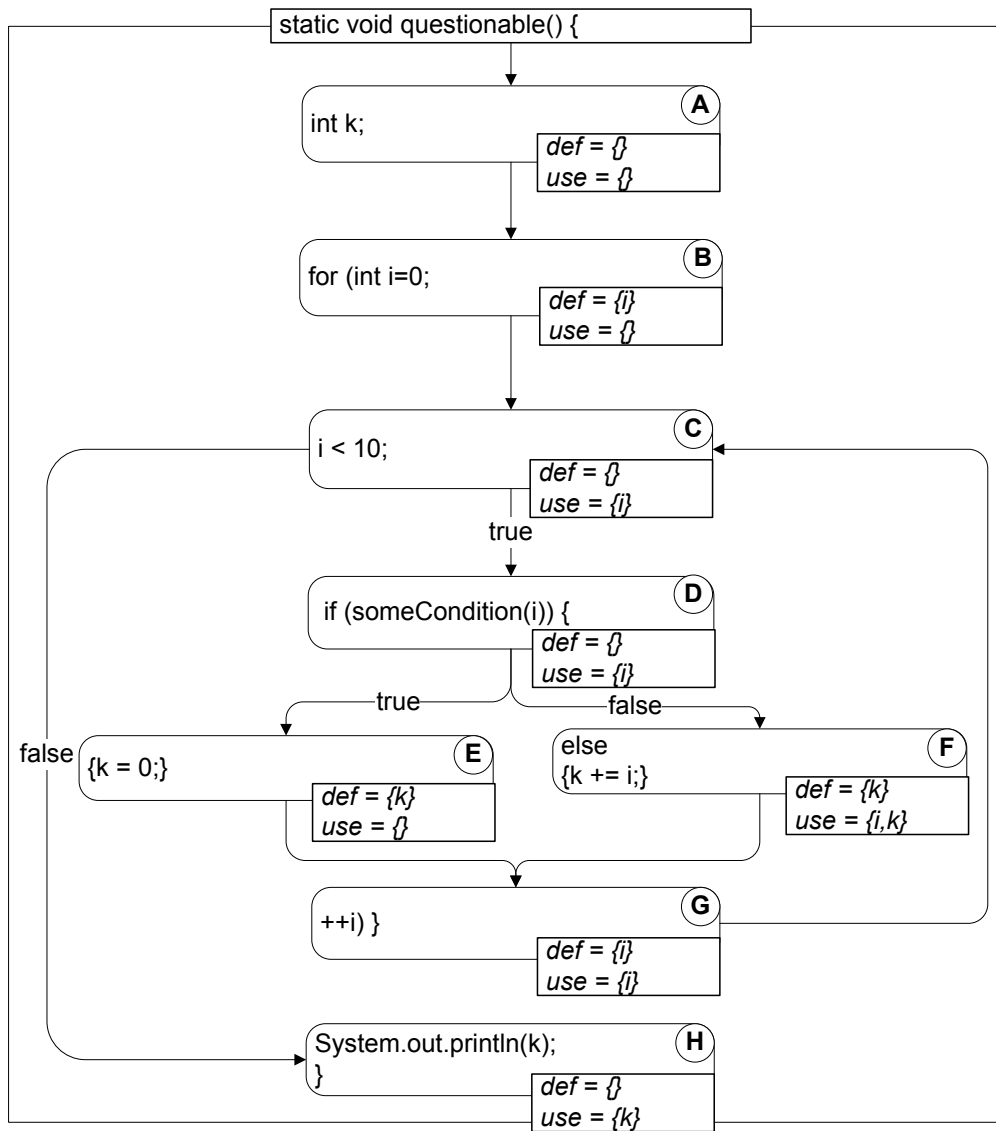 static void questionable() {
A
int k;
def = {}
use = {}
B
for (int i=0;
def = {i}
use = {}
C
i < 10;
def = {}
use = {i}
true
D
if (someCondition(i)) {
def = {}
use = {i}
true
false
false
E
{k = 0;}
def = {k}
use = {}
F
else
{k += i;}
def = {k}
use = {i,k}
G
++i) }
def = {i}
use = {i}
H
System.out.println(k);
}
def = {}
use = {k}